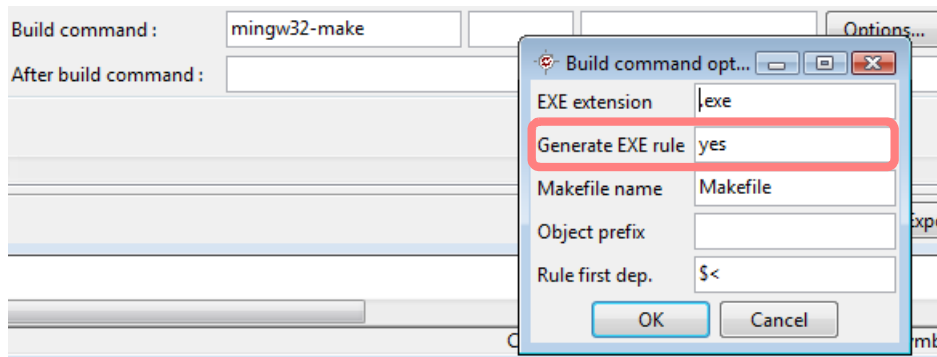 Build command :
mingw32-make
Options...
After build command :
Build command opt...
EXE extension
.exe
Generate EXE rule
yes
Makefile name
Makefile
Object prefix
Rule first dep.
$<
OK
Cancel